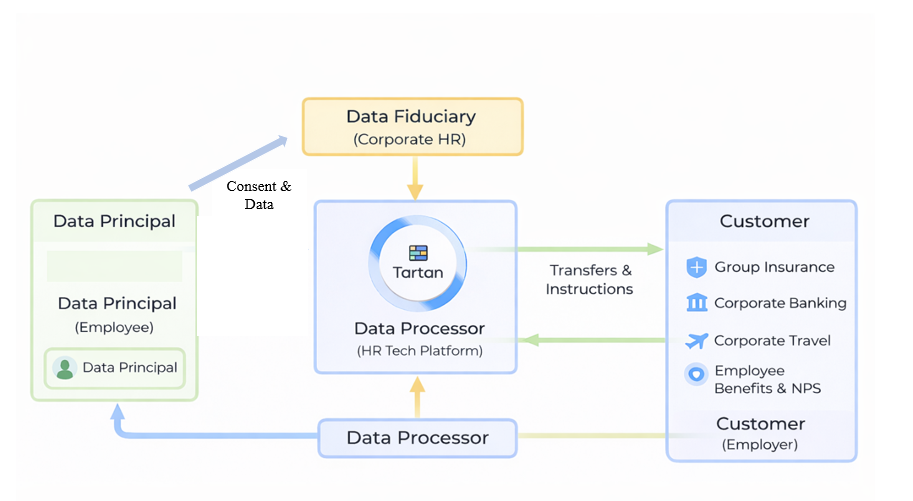 Data Fiduciary
(Corporate HR)
Consent &
Data
Data Principal
Data Principal
(Employee)
Data Principal
Tartan
Data Processor
(HR Tech Platform)
Transfers &
Instructions
Customer
Group Insurance
Corporate Banking
Corporate Travel
Employee
Benefits & NPS
Customer
(Employer)
Data Processor